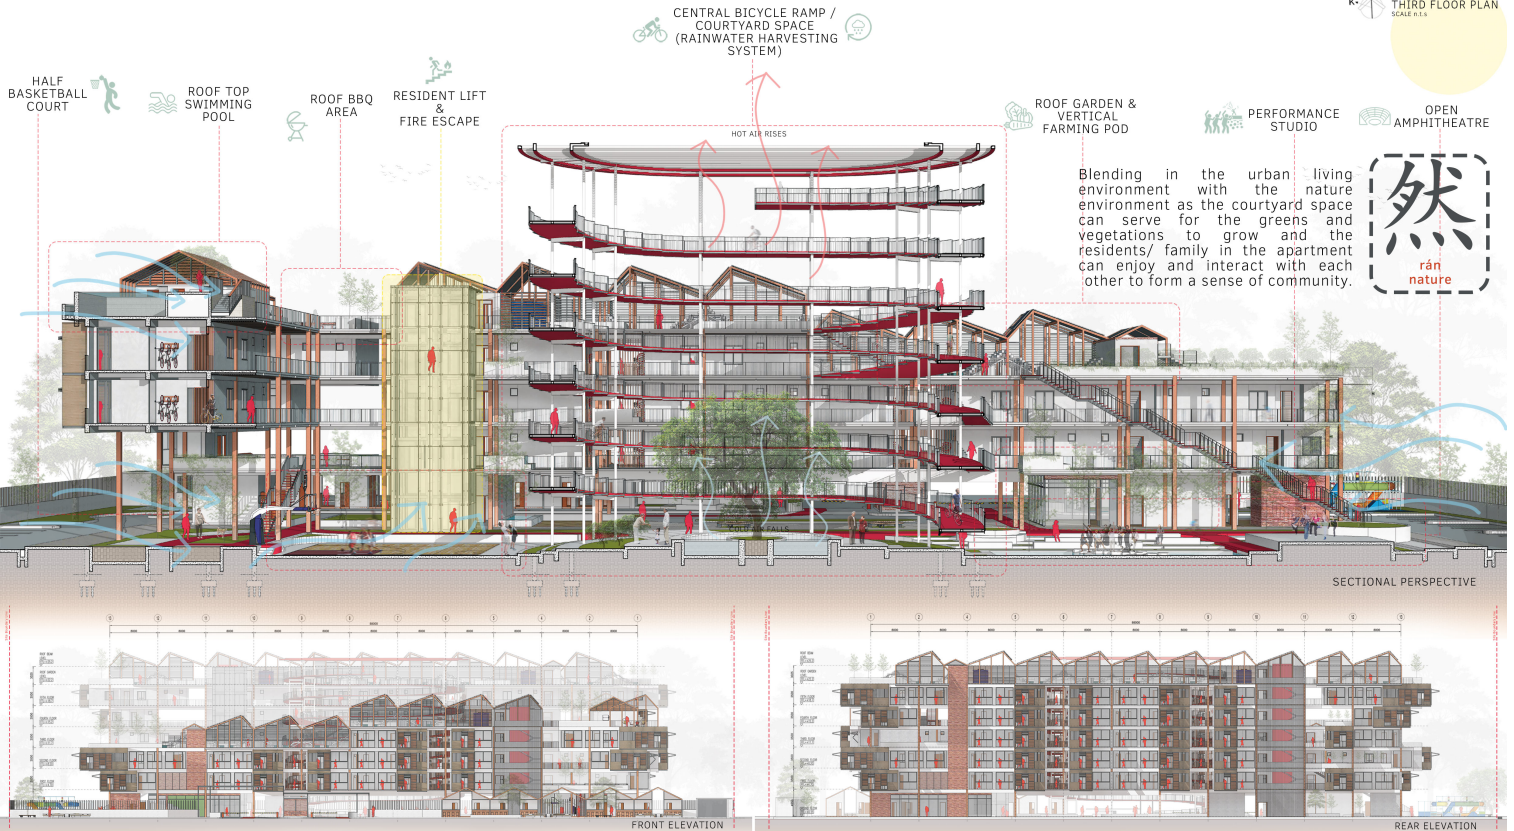 THIRD FLOOR PLAN
SCALE n.t.s
CENTRAL BICYCLE RAMP /
COURTYARD SPACE
(RAINWATER HARVESTING
SYSTEM)
HALF
BASKETBALL
COURT
ROOF TOP
SWIMMING
POOL
ROOF BBQ
AREA
RESIDENT LIFT
&
FIRE ESCAPE
ROOF GARDEN &
VERTICAL
FARMING POD
PERFORMANCE
STUDIO
OPEN
AMPHITHEATRE
HOT AIR RISES
Blending in the urban living
environment with the nature
environment as the courtyard space
can serve for the greens and
vegetations to grow and the
residents/ family in the apartment
can enjoy and interact with each
other to form a sense of community.
然
rán
nature
COLD AIR FALLS
SECTIONAL PERSPECTIVE
FRONT ELEVATION
REAR ELEVATION